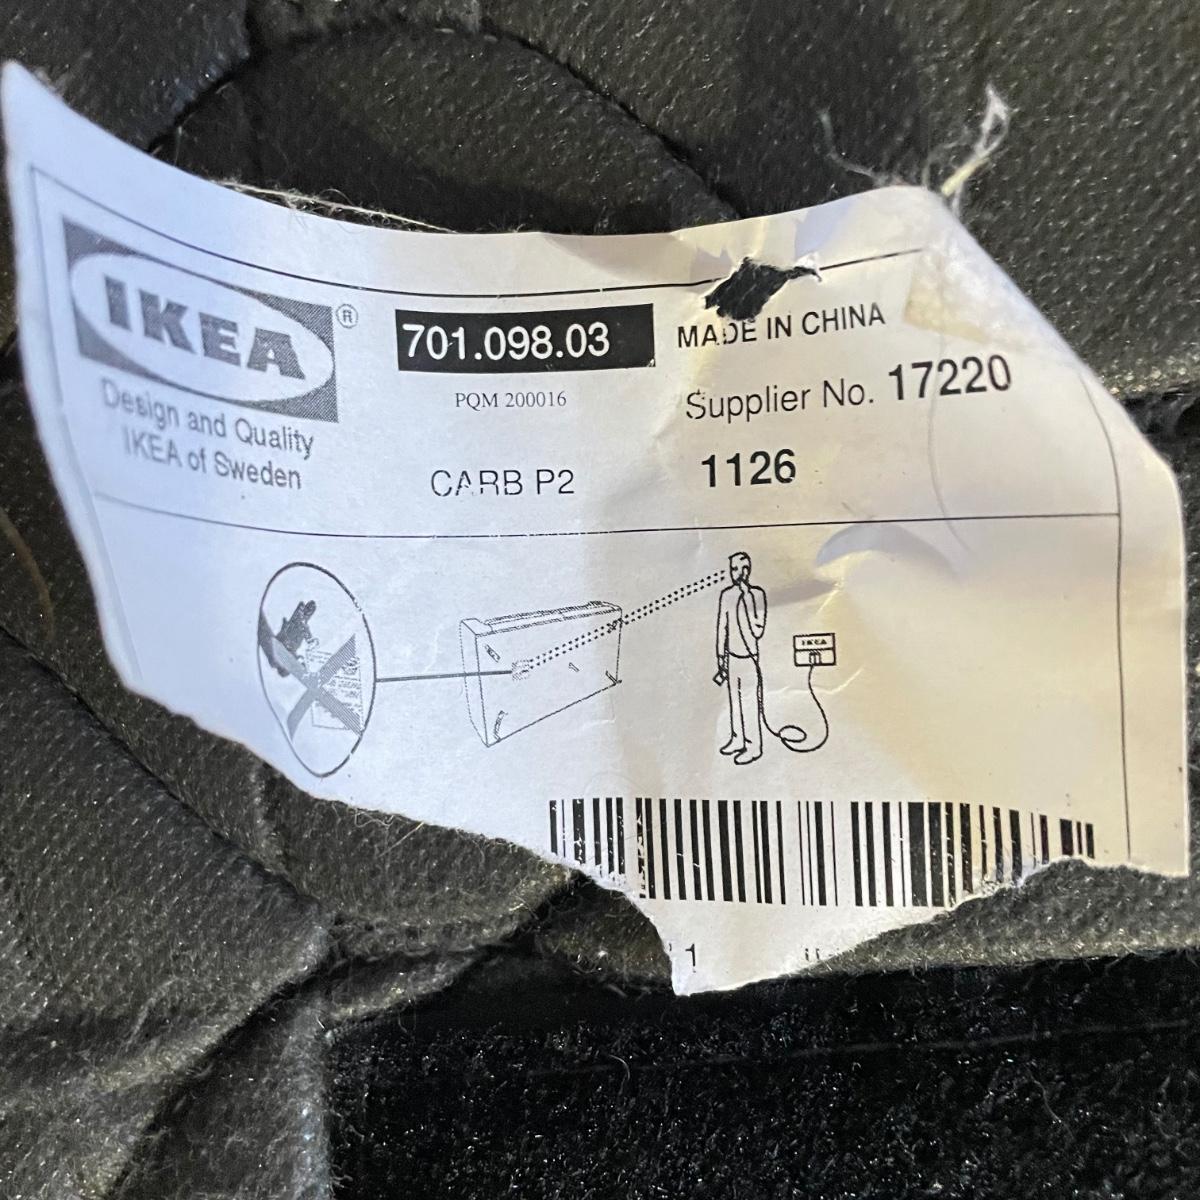 IKEA®
Design and Quality
IKEA of Sweden
701.098.03
PQM 200016
CARB P2
MADE IN CHINA
Supplier No. 17220
1126
IKEA
1